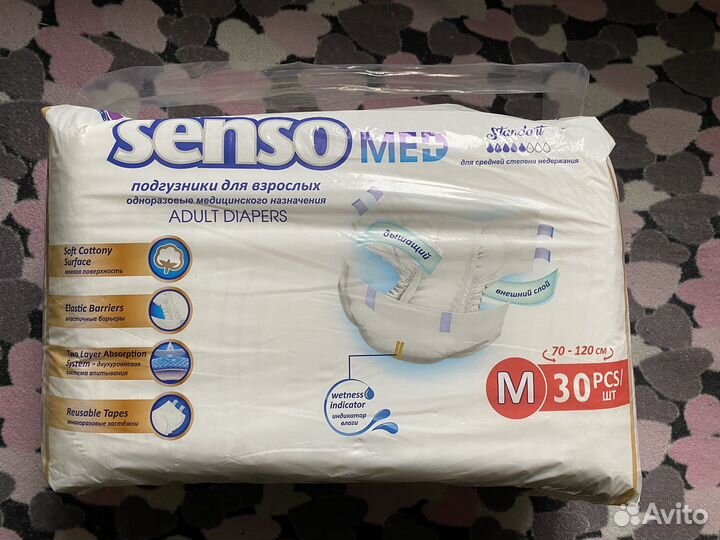 senso MED
Standart
для средней степени недержания
подгузники для взрослых
одноразовые медицинского назначения
ADULT DIAPERS
дышащий
внешний слой
Soft Cottony
Surface
мягкая поверхность
Elastic Barriers
эластичные барьеры
Two Layer Absorption
System - двухуровневая
система впитывания
Reusable Tapes
многоразовые застёжки
wetness
indicator
индикатор
влаги
70 - 120 см
M 30 PCS/
шт
Avito